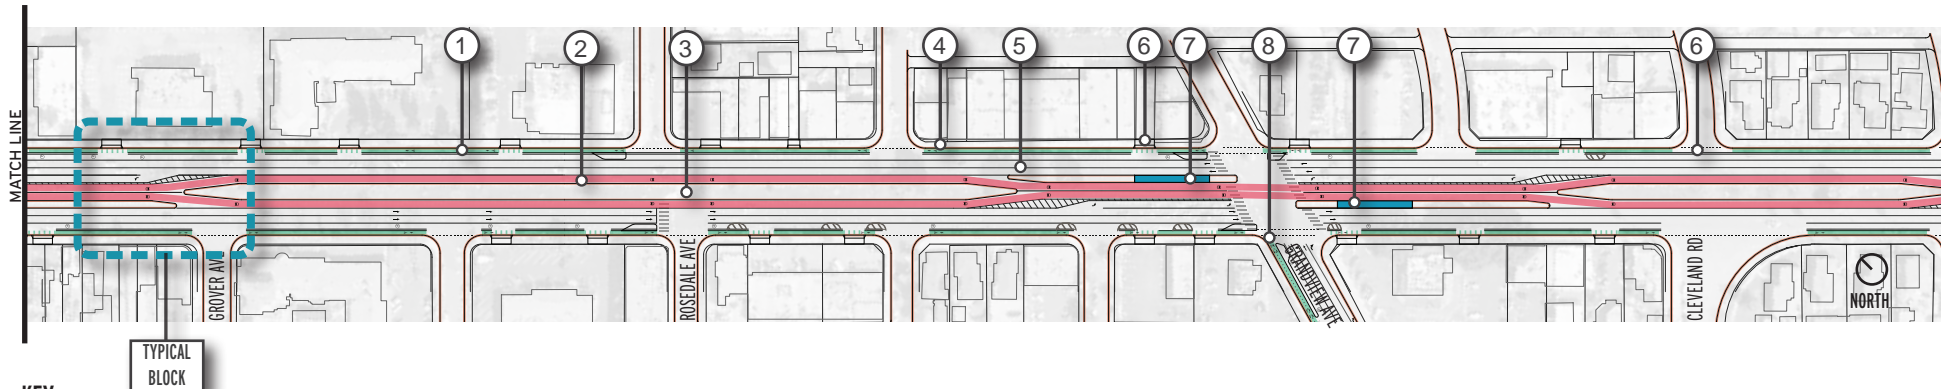 1
2
3
4
5
6
7
8
7
6
MATCH LINE
GROVER AVE
ROSEDALE AVE
GRANDVIEW AVE
CLEVELAND RD
NORTH
TYPICAL
BLOCK
KEY